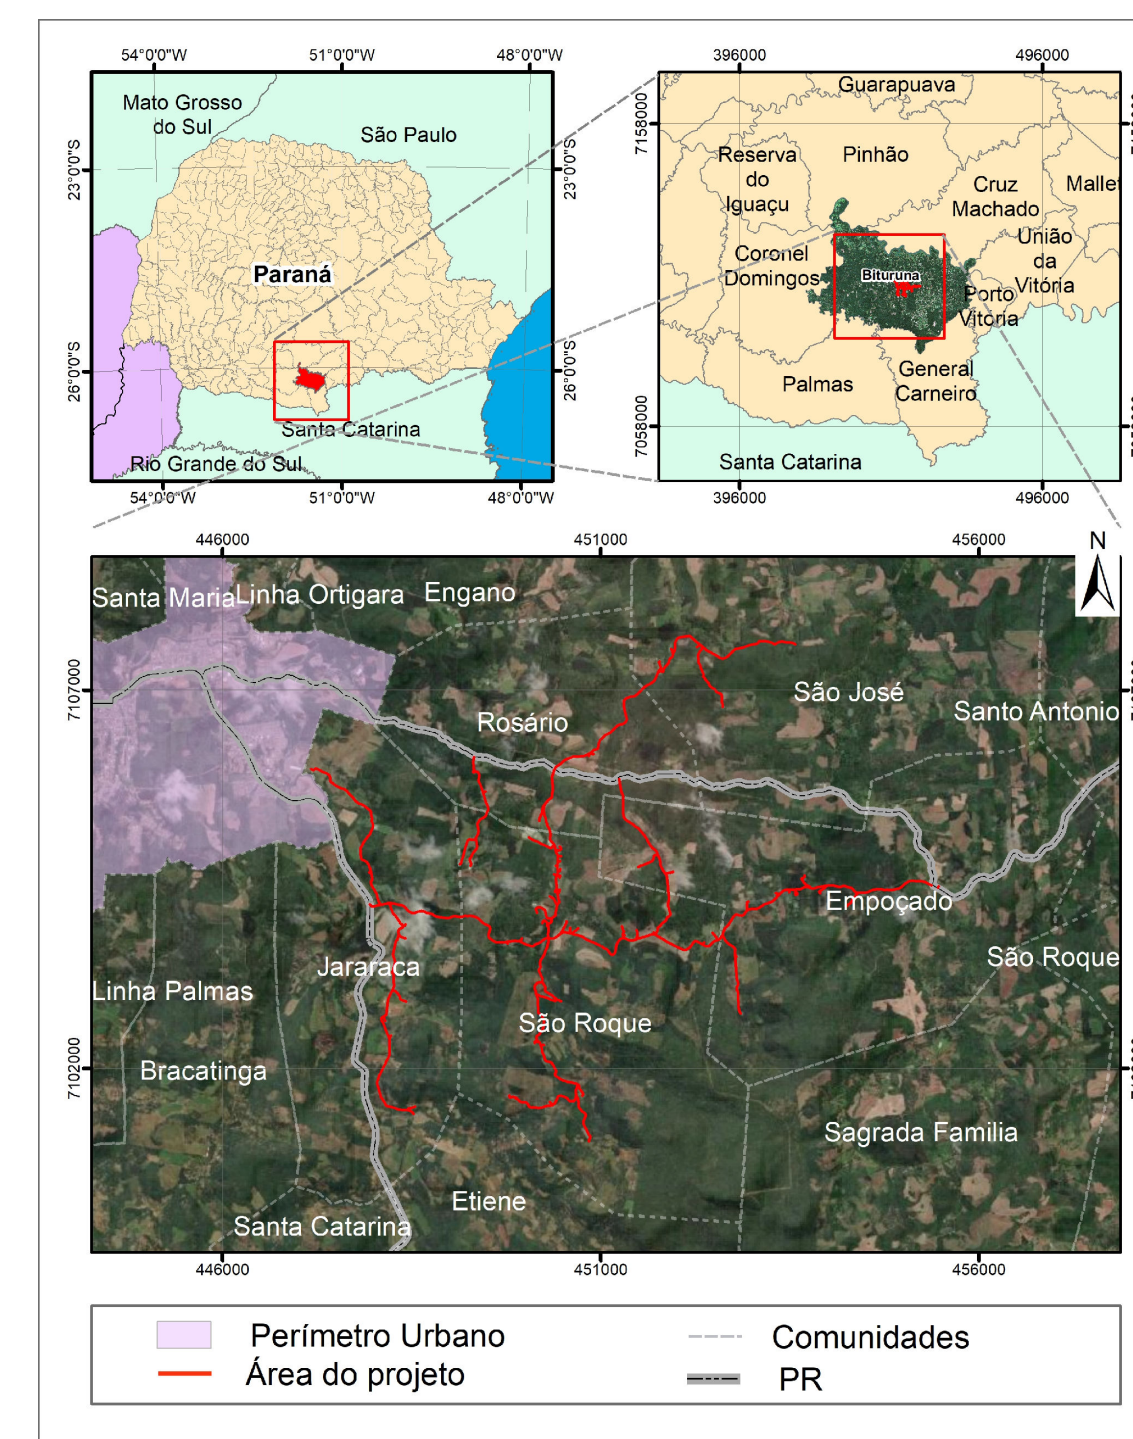 54°0'0"W
51°0'0"W
48°0'0"W
23°0'0"S
26°0'0"S
Mato Grosso
do Sul
São Paulo
Paraná
Santa Catarina
Rio Grande do Sul
23°0'0"S
26°0'0"S
54°0'0"W
51°0'0"W
48°0'0"W
396000
496000
7158000
7058000
Guarapuava
Reserva
do
Iguaçu
Pinhão
Cruz
Machado
Mallet
União
da
Vitória
Coronel
Domingos
Bituruna
Porto
Vitória
General
Carneiro
Palmas
Santa Catarina
396000
496000
446000
451000
456000
N
7107000
7102000
Santa Maria
Linha Ortigara
Engano
São José
Santo Antonio
Rosário
Empoçado
São Roque
Jararaca
Linha Palmas
São Roque
Bracatinga
Sagrada Familia
Etiene
Santa Catarina
446000
451000
456000
Perímetro Urbano
Comunidades
Área do projeto
PR